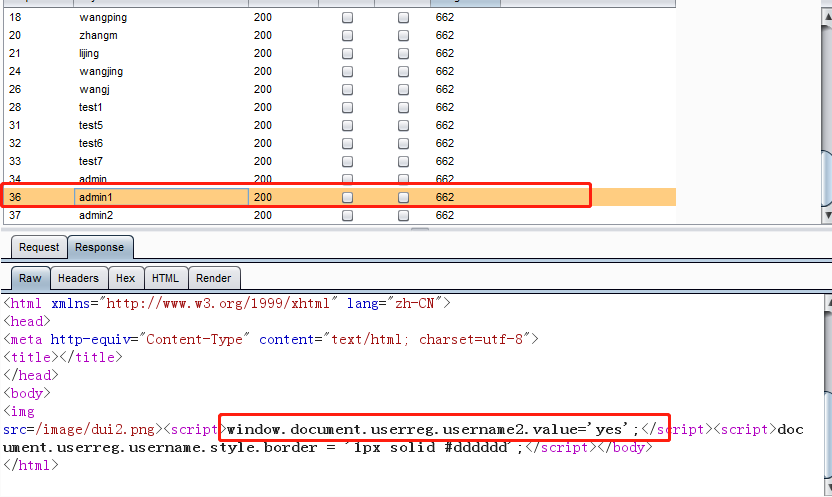 18 wangping 200 662
20 zhangm 200 662
21 lijing 200 662
24 wangjing 200 662
26 wangj 200 662
28 test1 200 662
31 test5 200 662
32 test6 200 662
33 test7 200 662
34 admin 200 662
36 admin1 200 662
37 admin2 200 662
Request Response
Raw Headers Hex HTML Render
<html xmlns="http://www.w3.org/1999/xhtml" lang="zh-CN">
<head>
<meta http-equiv="Content-Type" content="text/html; charset=utf-8">
<title></title>
</head>
<body>
<img
src=/image/dui2.png><script>window.document.userreg.username2.value='yes';</script><script>doc
ument.userreg.username.style.border = '1px solid #dddddd';</script></body>
</html>